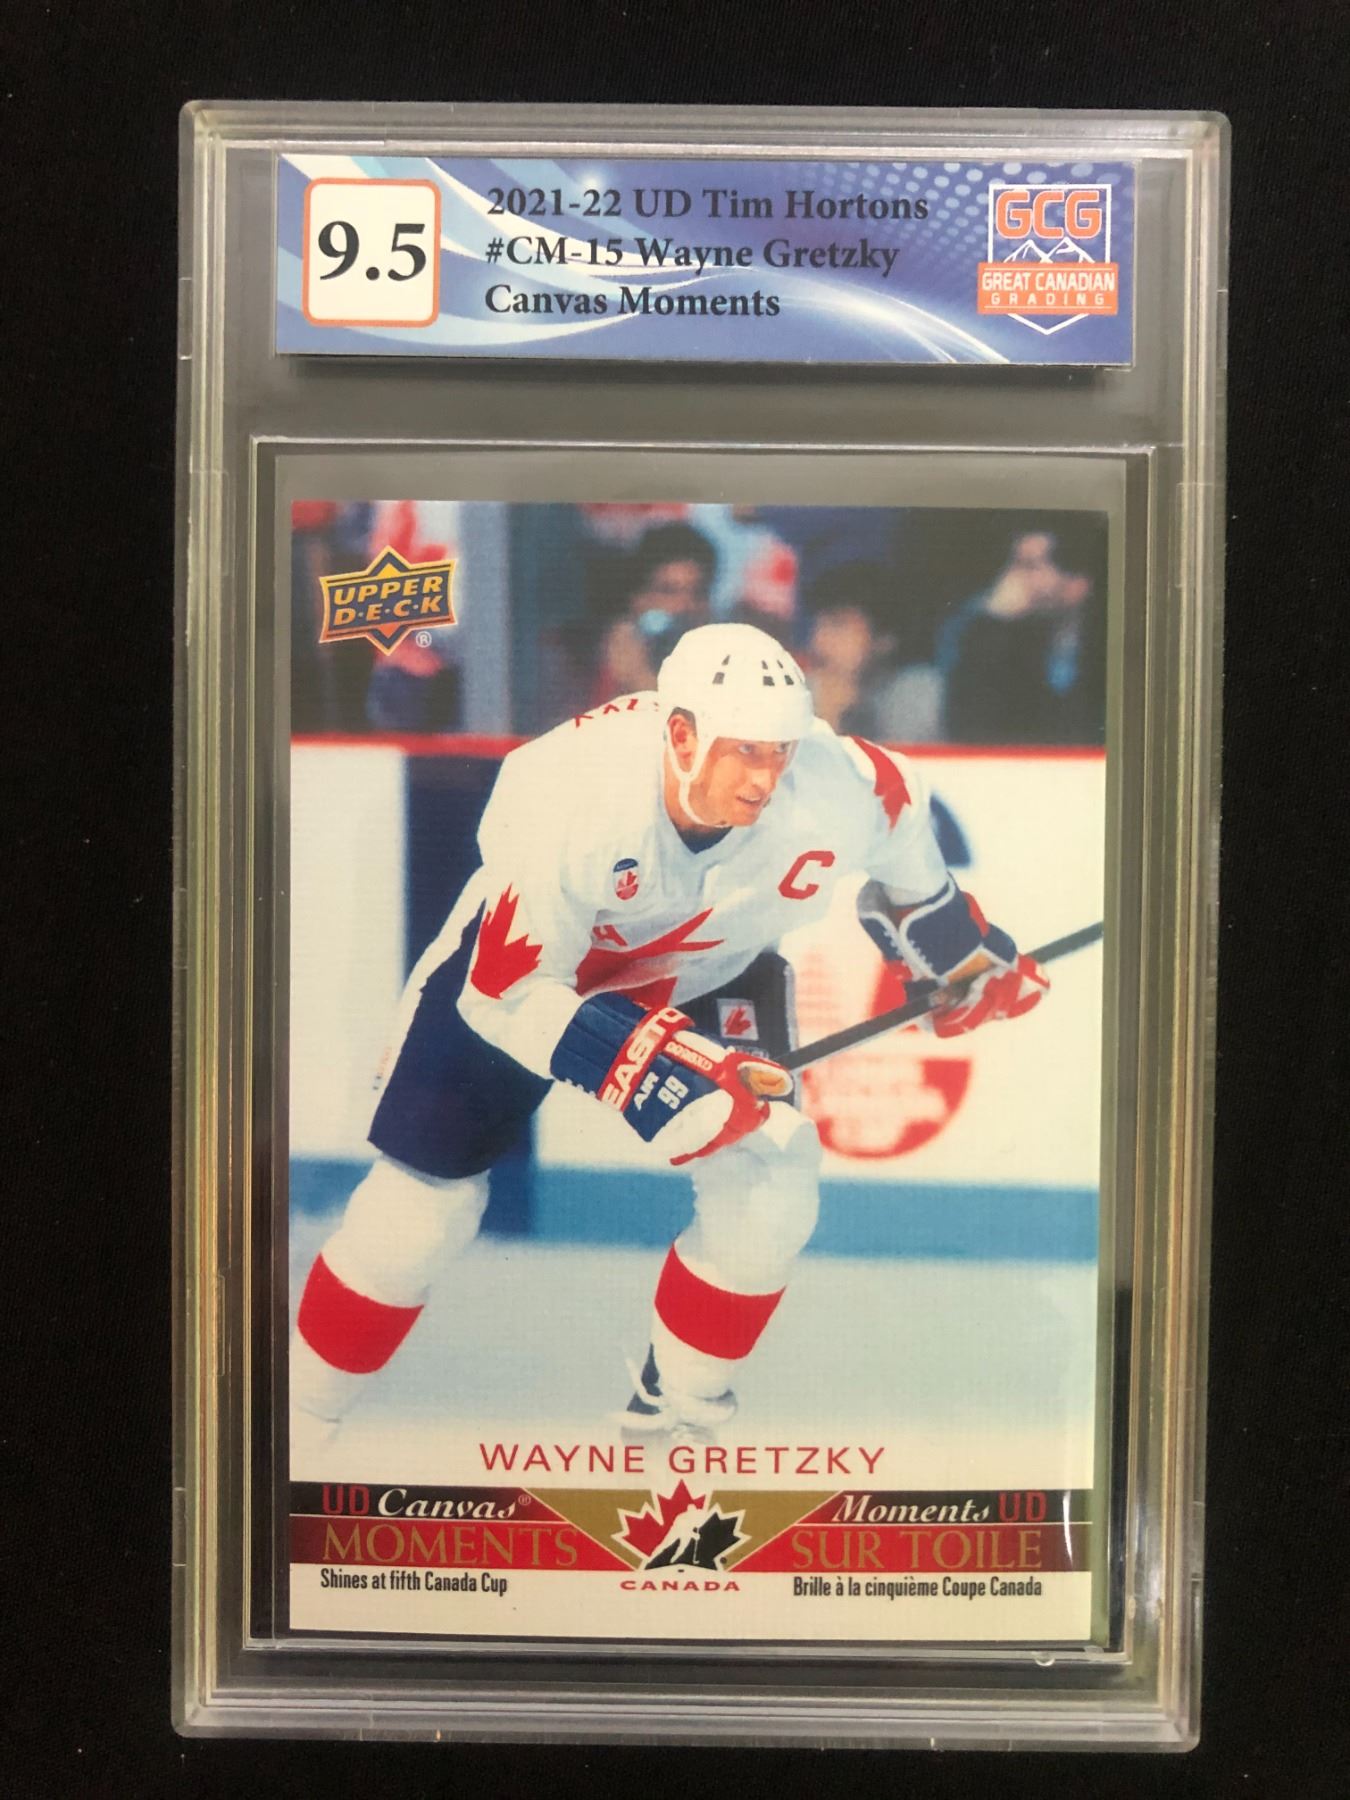 9.5
2021-22 UD Tim Hortons
#CM-15 Wayne Gretzky
Canvas Moments
GCG
GREAT CANADIAN
GRADING
UPPER
D·E·C·K
®
C
EASTO
AIR 99
WAYNE GRETZKY
UD Canvas®
MOMENTS
Shines at fifth Canada Cup
CANADA
Moments UD
SUR TOILE
Brille à la cinquième Coupe Canada